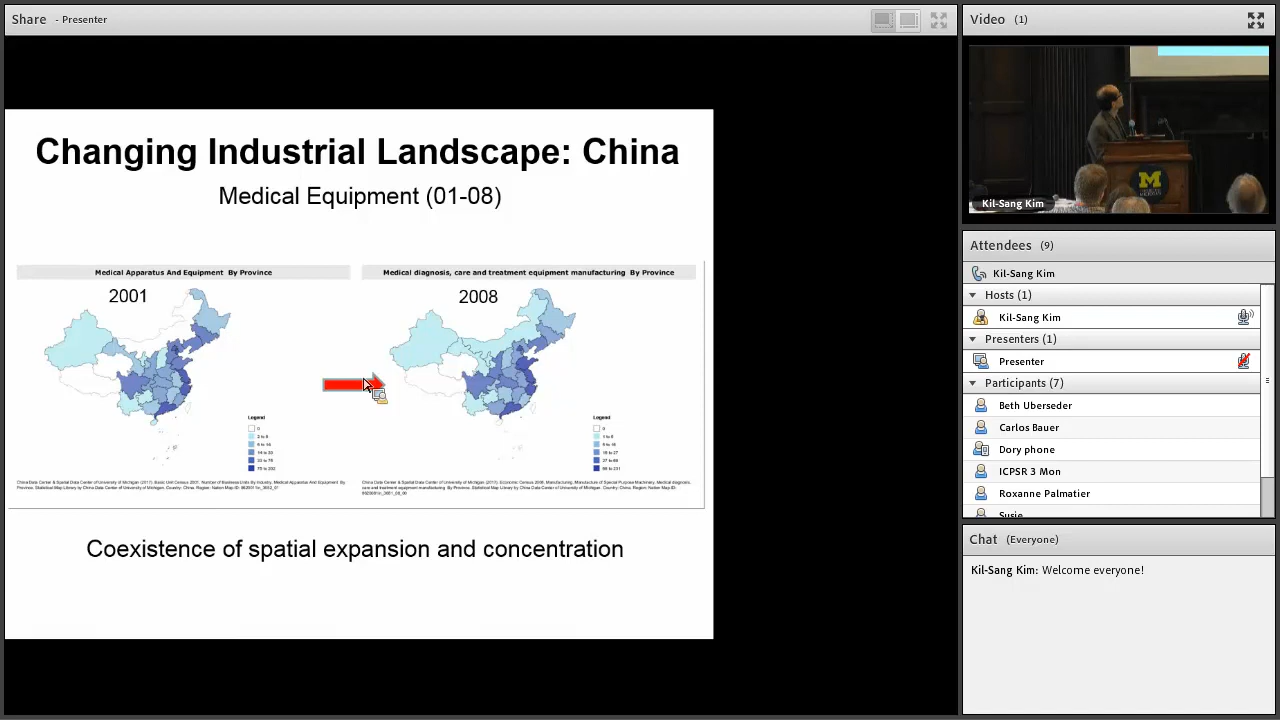 Share - Presenter
Changing Industrial Landscape: China
Medical Equipment (01-08)
Medical Apparatus And Equipment By Province
2001
Legend
0
Medical diagnosis, care and treatment equipment manufacturing By Province
2008
Legend
0
Coexistence of spatial expansion and concentration
Video (1)
M
Kil-Sang Kim
Attendees (9)
Kil-Sang Kim
Hosts (1)
Kil-Sang Kim
Presenters (1)
Presenter
Participants (7)
Beth Uberseder
Carlos Bauer
Dory phone
ICPSR phone
Roxanne Palmatier
Susie
Chat (Everyone)
Kil-Sang Kim: Welcome everyone!